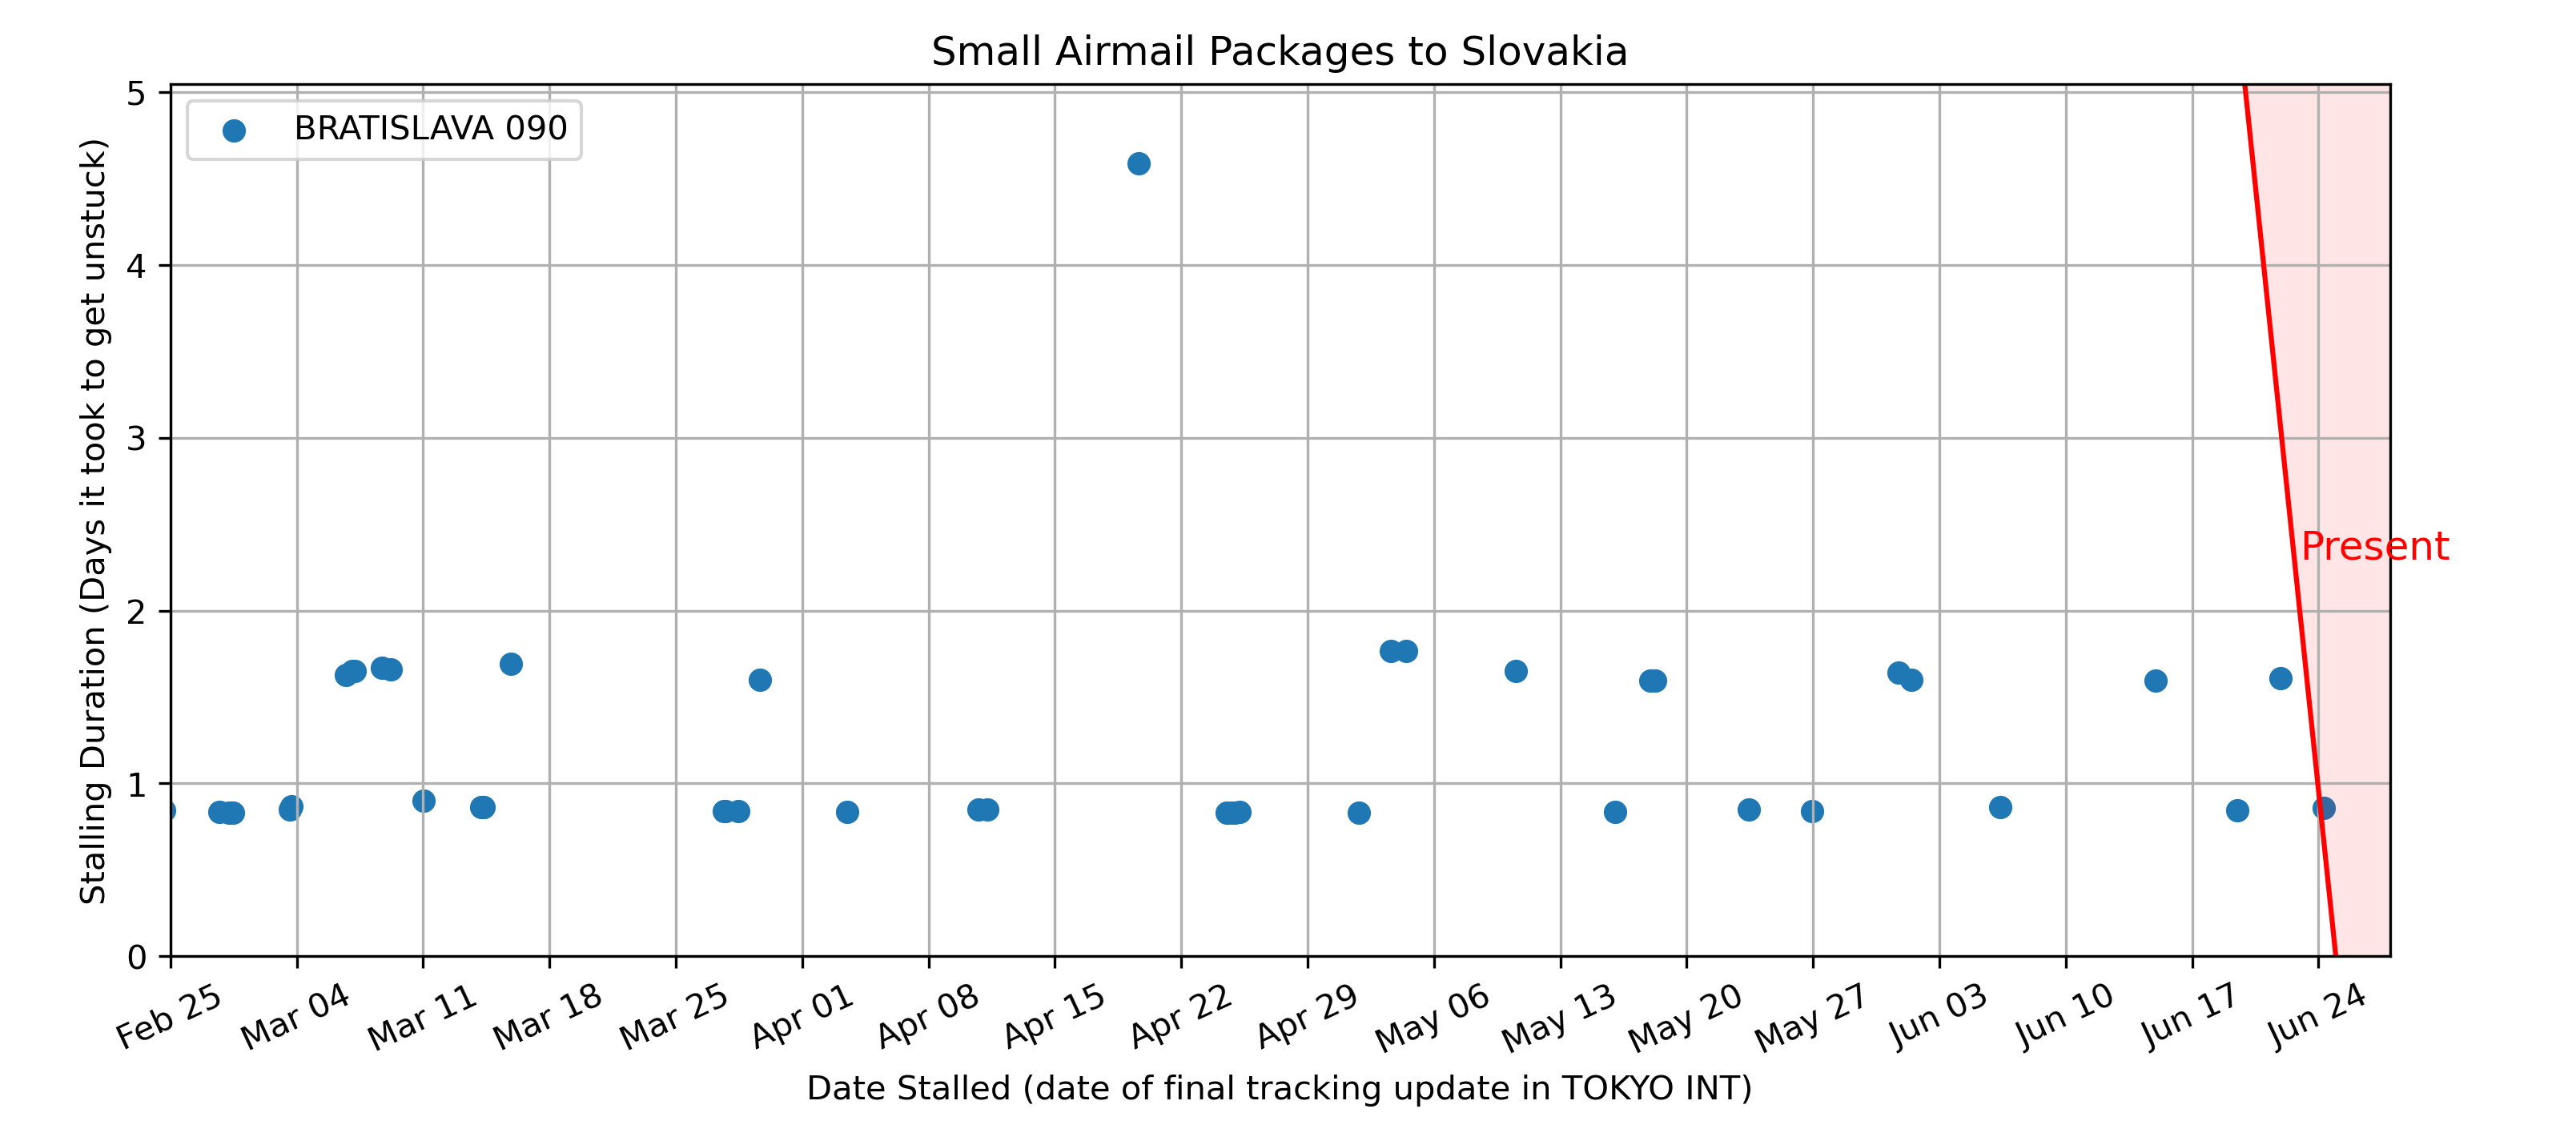 Small Airmail Packages to Slovakia
BRATISLAVA 090
Stalling Duration (Days it took to get unstuck)
5
4
3
2
1
0
Present
Feb 25
Mar 04
Mar 11
Mar 18
Mar 25
Apr 01
Apr 08
Apr 15
Apr 22
Apr 29
May 06
May 13
May 20
May 27
Jun 03
Jun 10
Jun 17
Jun 24
Date Stalled (date of final tracking update in TOKYO INT)